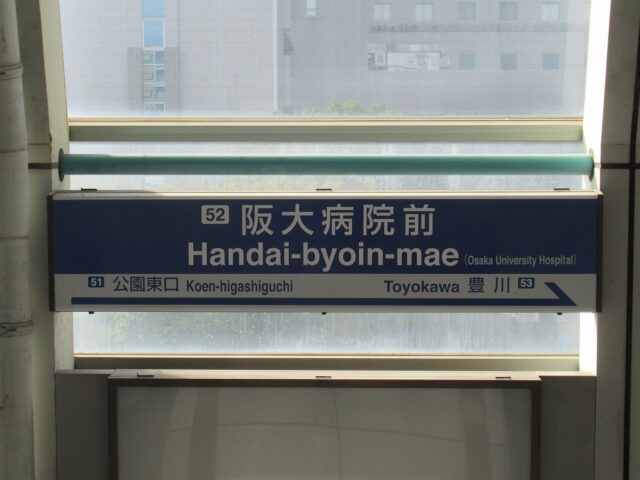 52 阪大病院前
Handai-byoin-mae (Osaka University Hospital)
51 公園東口 Koen-higashiguchi Toyokawa 豊川 53